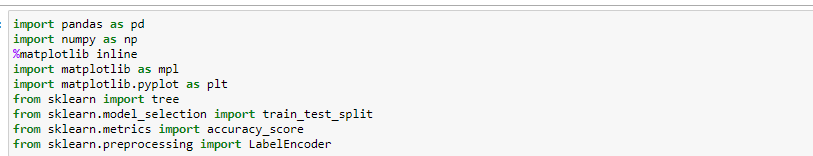 import pandas as pd
import numpy as np
%matplotlib inline
import matplotlib as mpl
import matplotlib.pyplot as plt
from sklearn import tree
from sklearn.model_selection import train_test_split
from sklearn.metrics import accuracy_score
from sklearn.preprocessing import LabelEncoder